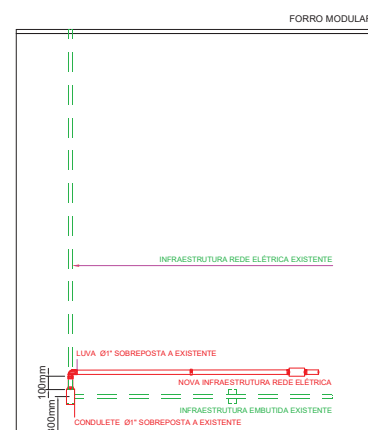 FORRO MODULAR
INFRAESTRUTURA REDE ELÉTRICA EXISTENTE
LUVA Ø1" SOBREPOSTA A EXISTENTE
100mm
NOVA INFRAESTRUTURA REDE ELÉTRICA
INFRAESTRUTURA EMBUTIDA EXISTENTE
CONDULETE Ø1" SOBREPOSTA A EXISTENTE